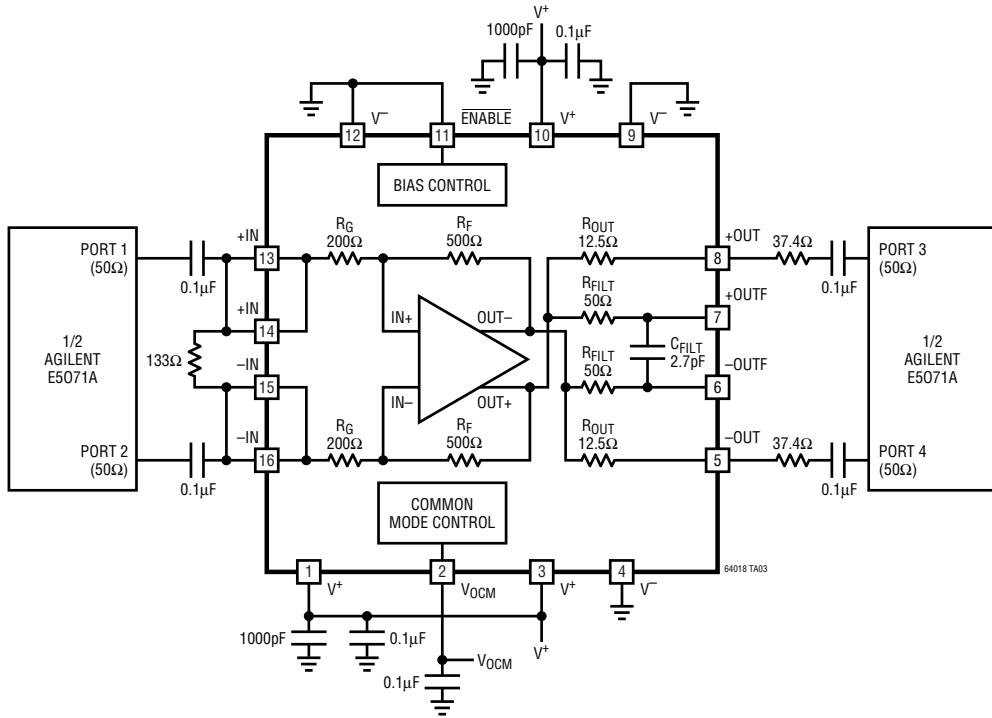 V⁺
1000pF
0.1µF
V⁻
ENABLE
V⁺
V⁻
12
11
10
9
BIAS CONTROL
PORT 1
(50Ω)
+IN
RG
200Ω
RF
500Ω
ROUT
12.5Ω
+OUT
37.4Ω
PORT 3
(50Ω)
13
8
0.1µF
0.1µF
RFILT
50Ω
+OUTF
+IN
IN+
OUT–
7
14
1/2
AGILENT
E5O71A
133Ω
CFILT
2.7pF
1/2
AGILENT
E5O71A
–IN
RFILT
50Ω
–OUTF
15
6
IN–
OUT+
PORT 2
(50Ω)
–IN
RG
200Ω
RF
500Ω
ROUT
12.5Ω
–OUT
37.4Ω
PORT 4
(50Ω)
16
5
0.1µF
0.1µF
COMMON
MODE CONTROL
64018 TA03
1
2
3
4
V⁺
VOCM
V⁺
V⁻
1000pF
0.1µF
V⁺
VOCM
0.1µF